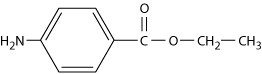 O
H₂N C O CH₂ CH₃